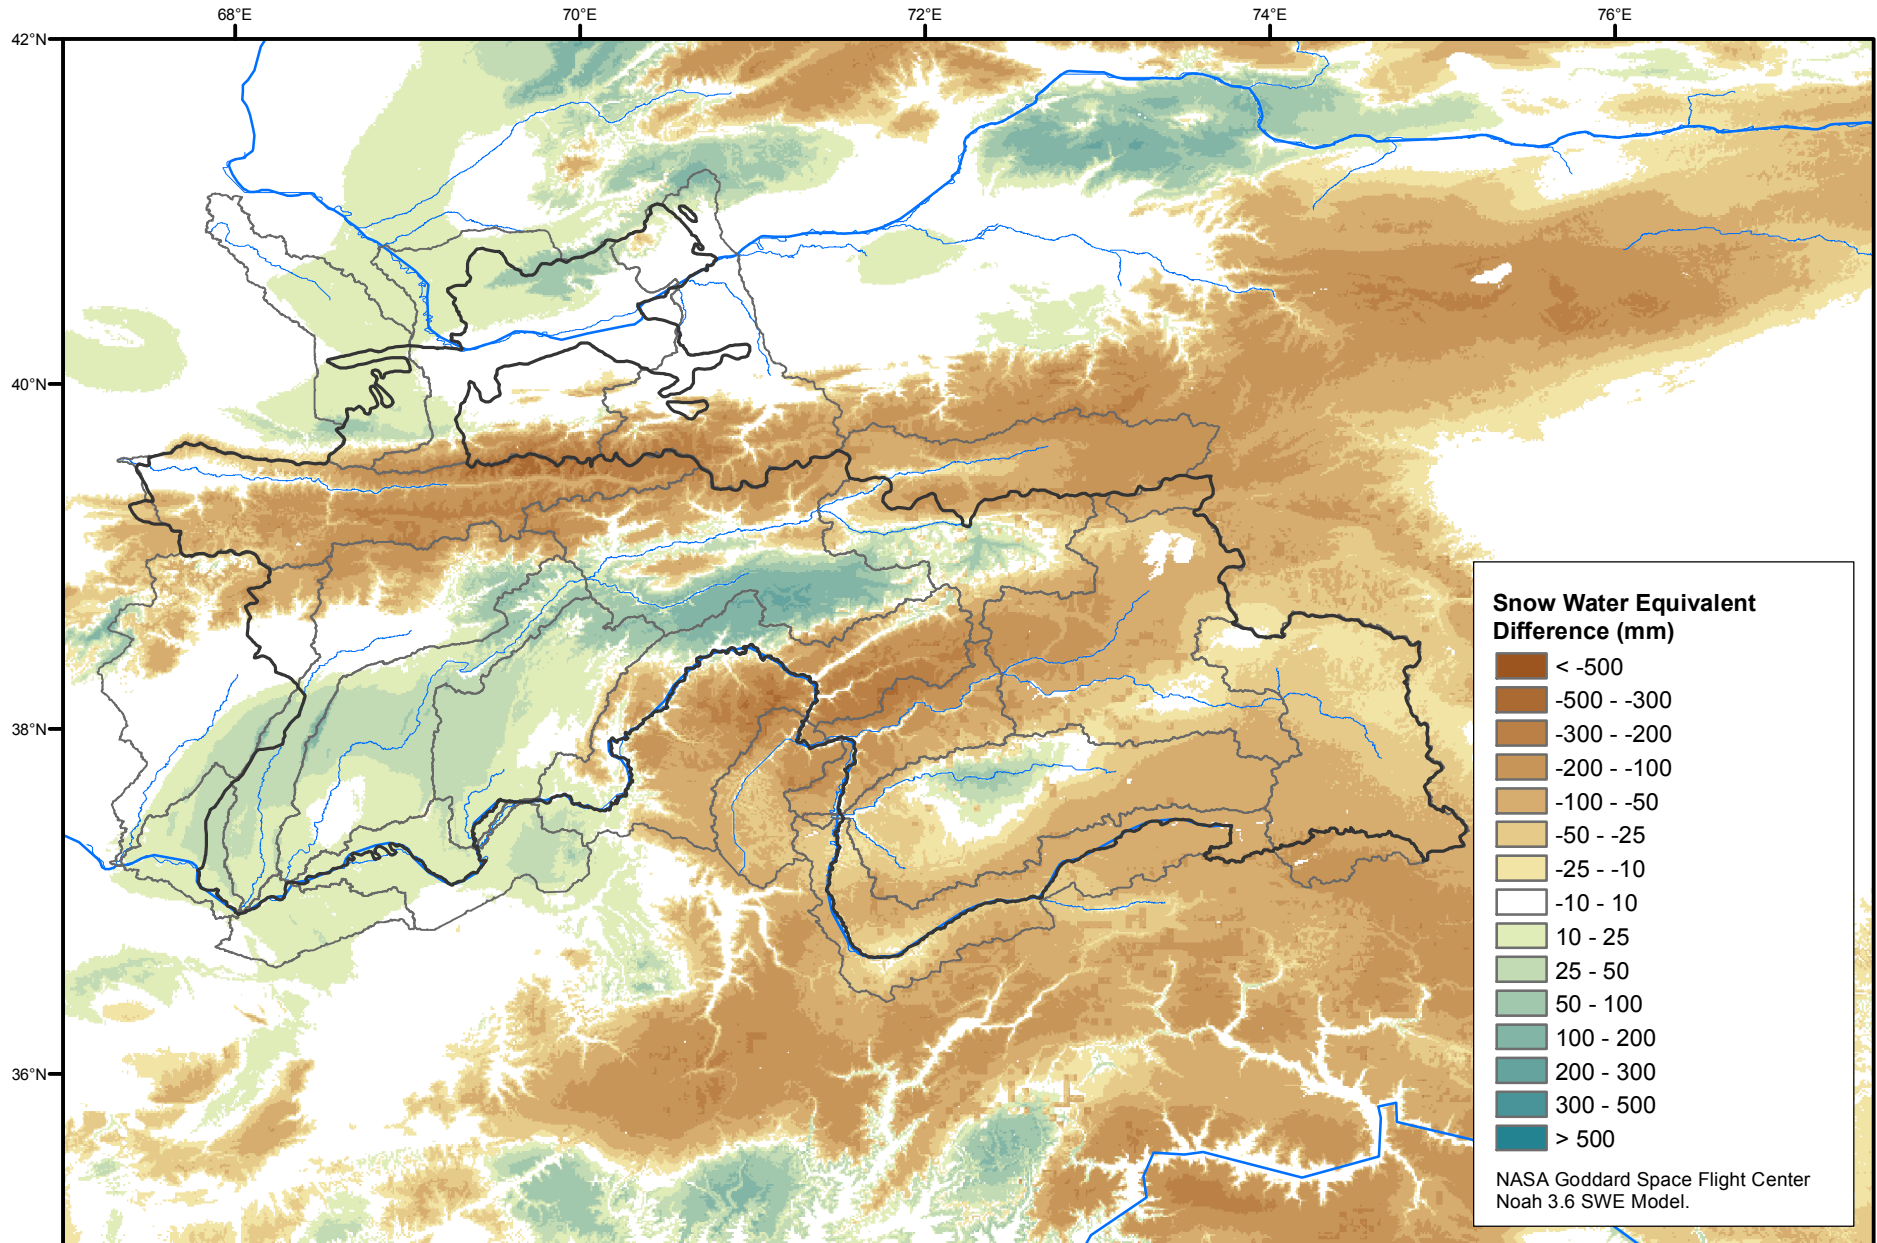 68°E
70°E
72°E
74°E
76°E
42°N
40°N
38°N
36°N
Snow Water Equivalent
Difference (mm)
< -500
-500 - -300
-300 - -200
-200 - -100
-100 - -50
-50 - -25
-25 - -10
-10 - 10
10 - 25
25 - 50
50 - 100
100 - 200
200 - 300
300 - 500
> 500
NASA Goddard Space Flight Center
Noah 3.6 SWE Model.